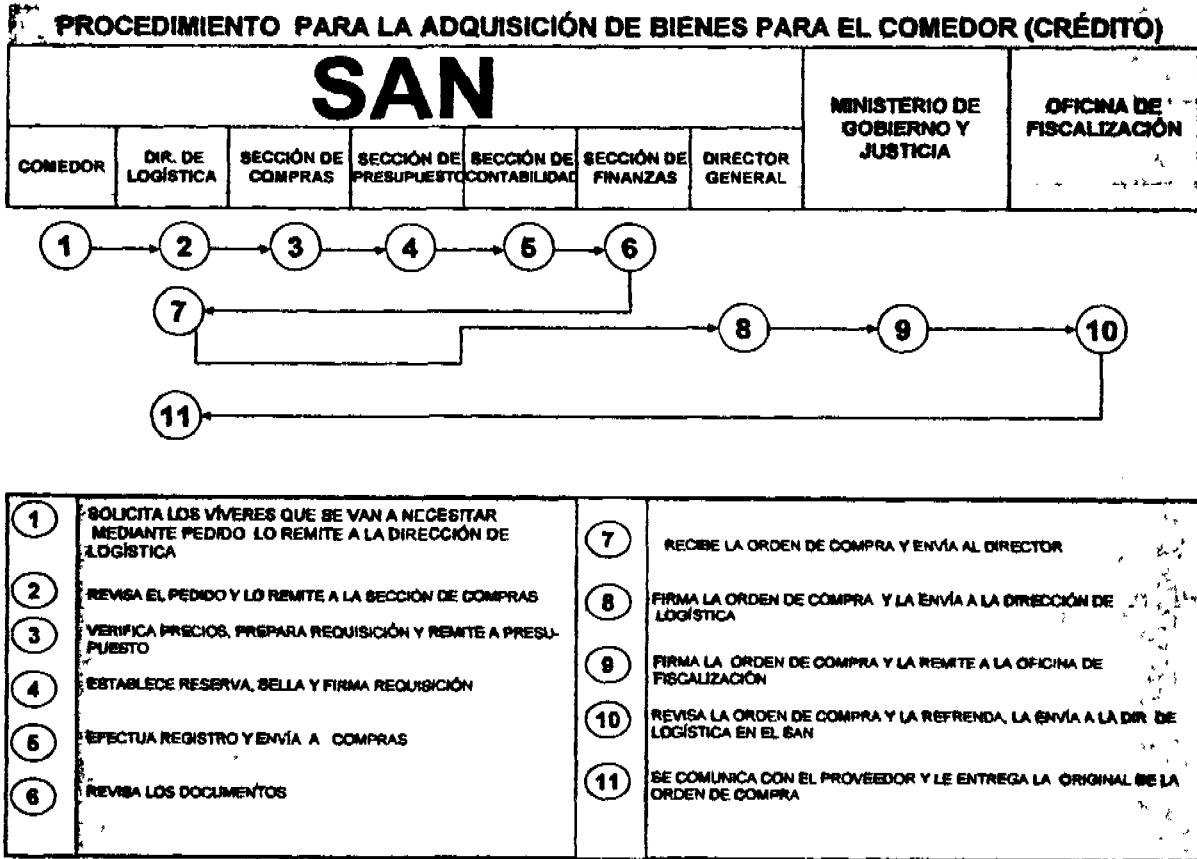 PROCEDIMIENTO PARA LA ADQUISICIÓN DE BIENES PARA EL COMEDOR (CRÉDITO)
SAN
MINISTERIO DE
GOBIERNO Y
JUSTICIA
OFICINA DE
FISCALIZACIÓN
COMEDOR
DIR. DE
LOGÍSTICA
SECCIÓN DE
COMPRAS
SECCIÓN DE
PRESUPUESTO
SECCIÓN DE
CONTABILIDAD
SECCIÓN DE
FINANZAS
DIRECTOR
GENERAL
1
2
3
4
5
6
7
8
9
10
11
1
SOLICITA LOS VÍVERES QUE SE VAN A NECESITAR
MEDIANTE PEDIDO LO REMITE A LA DIRECCIÓN DE
LOGÍSTICA
2
REVISA EL PEDIDO Y LO REMITE A LA SECCIÓN DE COMPRAS
3
VERIFICA PRECIOS, PREPARA REQUISICIÓN Y REMITE A PRESU-
PUESTO
4
ESTABLECE RESERVA, SELLA Y FIRMA REQUISICIÓN
5
EFECTUA REGISTRO Y ENVÍA A COMPRAS
6
REVISA LOS DOCUMENTOS
7
RECIBE LA ORDEN DE COMPRA Y ENVÍA AL DIRECTOR
8
FIRMA LA ORDEN DE COMPRA Y LA ENVÍA A LA DIRECCIÓN DE
LOGÍSTICA
9
FIRMA LA ORDEN DE COMPRA Y LA REMITE A LA OFICINA DE
FISCALIZACIÓN
10
REVISA LA ORDEN DE COMPRA Y LA REFRENDA, LA ENVÍA A LA DIR DE
LOGÍSTICA EN EL SAN
11
SE COMUNICA CON EL PROVEEDOR Y LE ENTREGA LA ORIGINAL DE LA
ORDEN DE COMPRA